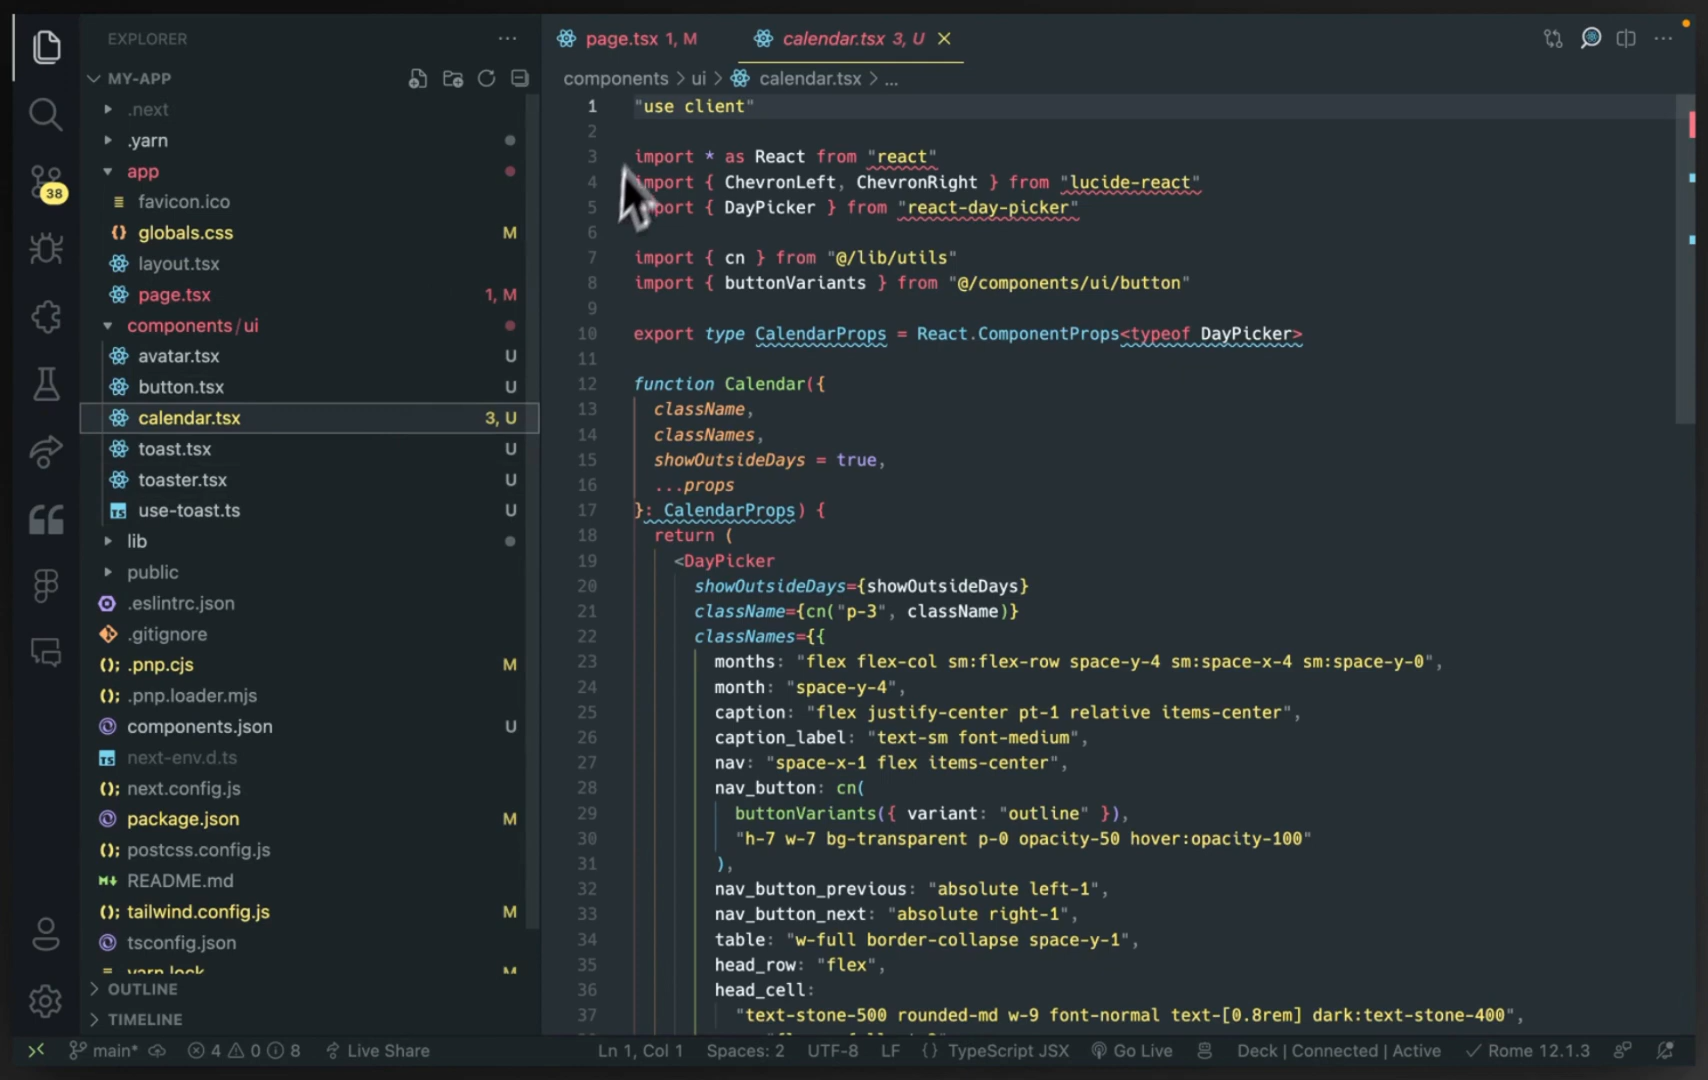 EXPLORER
MY-APP
.next
.yarn
app
favicon.ico
globals.css M
layout.tsx
page.tsx 1, M
components/ui
avatar.tsx U
button.tsx U
calendar.tsx 3, U
toast.tsx U
toaster.tsx U
use-toast.ts U
lib
public
.eslintrc.json
.gitignore
.pnp.cjs M
.pnp.loader.mjs
components.json U
next-env.d.ts
next.config.js
package.json M
postcss.config.js
README.md
tailwind.config.js M
tsconfig.json
yarn.lock M
OUTLINE
TIMELINE
38
page.tsx 1, M calendar.tsx 3, U
components > ui > calendar.tsx > ...
1 "use client"
2
3 import * as React from "react"
4 import { ChevronLeft, ChevronRight } from "lucide-react"
5 import { DayPicker } from "react-day-picker"
6
7 import { cn } from "@/lib/utils"
8 import { buttonVariants } from "@/components/ui/button"
9
10 export type CalendarProps = React.ComponentProps<typeof DayPicker>
11
12 function Calendar({
13 className,
14 classNames,
15 showOutsideDays = true,
16 ...props
17 }: CalendarProps) {
18 return (
19 <DayPicker
20 showOutsideDays={showOutsideDays}
21 className={cn("p-3", className)}
22 classNames={{
23 months: "flex flex-col sm:flex-row space-y-4 sm:space-x-4 sm:space-y-0",
24 month: "space-y-4",
25 caption: "flex justify-center pt-1 relative items-center",
26 caption_label: "text-sm font-medium",
27 nav: "space-x-1 flex items-center",
28 nav_button: cn(
29 buttonVariants({ variant: "outline" }),
30 "h-7 w-7 bg-transparent p-0 opacity-50 hover:opacity-100"
31 ),
32 nav_button_previous: "absolute left-1",
33 nav_button_next: "absolute right-1",
34 table: "w-full border-collapse space-y-1",
35 head_row: "flex",
36 head_cell:
37 "text-stone-500 rounded-md w-9 font-normal text-[0.8rem] dark:text-stone-400",
main* 4 0 8 Live Share Ln 1, Col 1 Spaces: 2 UTF-8 LF {} TypeScript JSX Go Live Deck | Connected | Active Rome 12.1.3